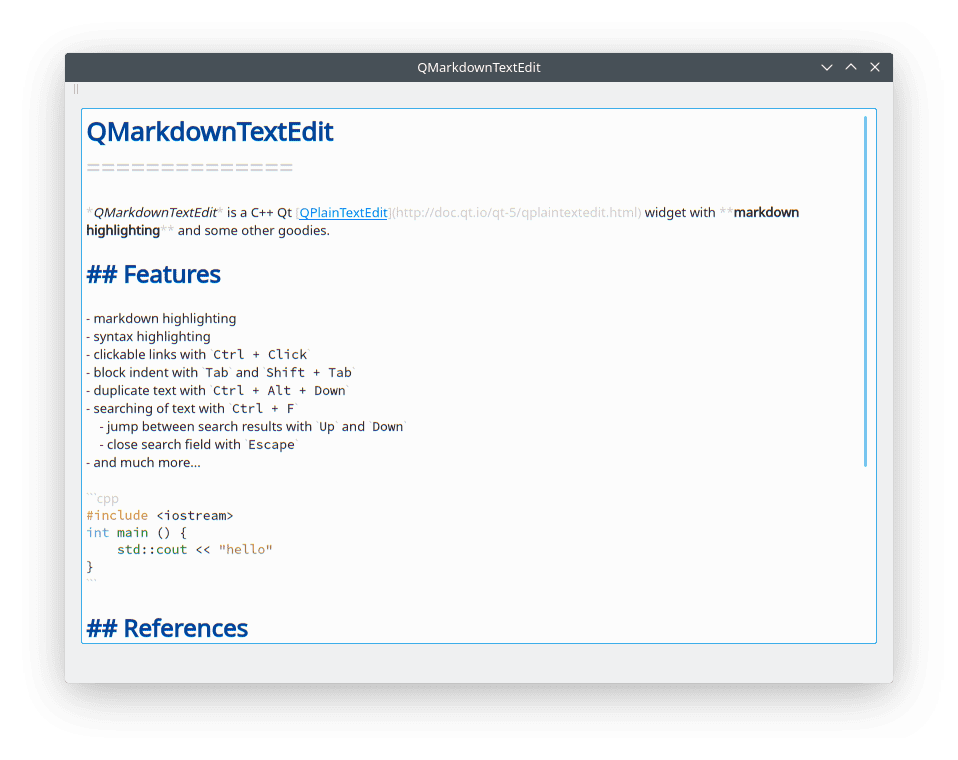 QMarkdownTextEdit
QMarkdownTextEdit
==============
*QMarkdownTextEdit* is a C++ Qt [QPlainTextEdit](http://doc.qt.io/qt-5/qplaintextedit.html) widget with **markdown
highlighting** and some other goodies.
## Features
- markdown highlighting
- syntax highlighting
- clickable links with `Ctrl + Click`
- block indent with `Tab` and `Shift + Tab`
- duplicate text with `Ctrl + Alt + Down`
- searching of text with `Ctrl + F`
    - jump between search results with `Up` and `Down`
    - close search field with `Escape`
- and much more...
```cpp
#include <iostream>
int main () {
    std::cout << "hello"
}
```
## References